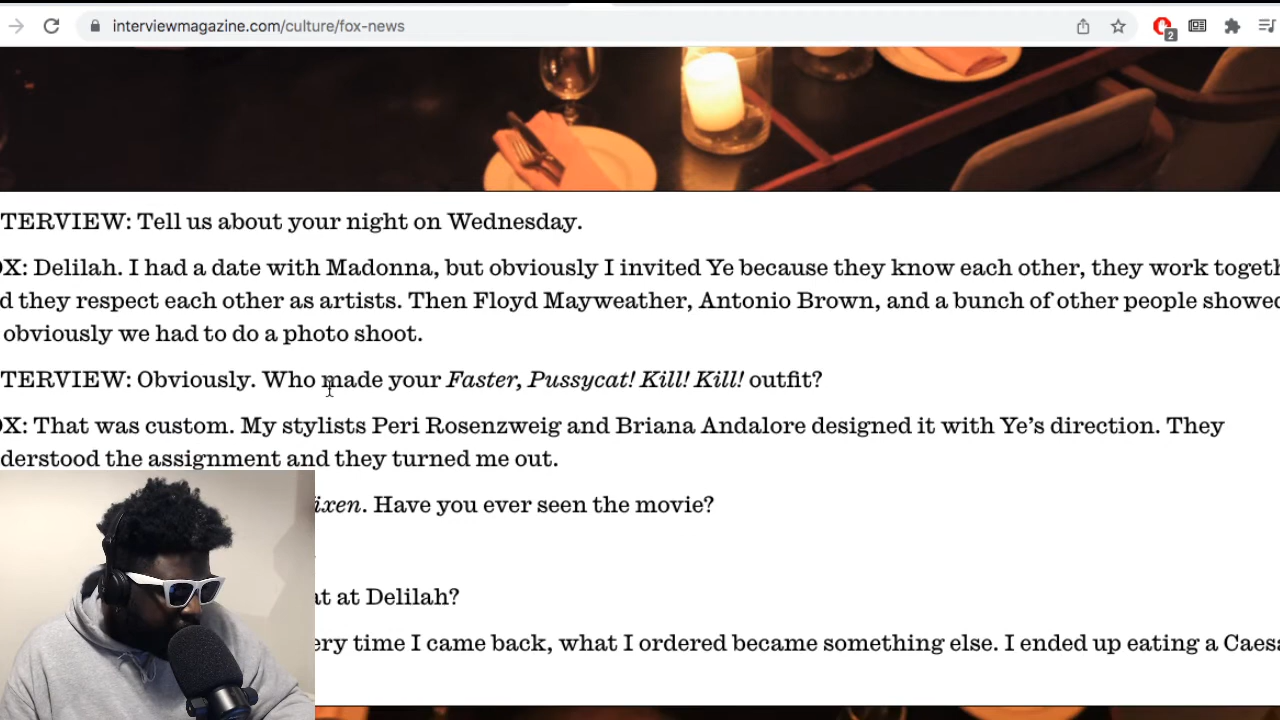 interviewmagazine.com/culture/fox-news
2
TERVIEW: Tell us about your night on Wednesday.
X: Delilah. I had a date with Madonna, but obviously I invited Ye because they know each other, they work togeth
d they respect each other as artists. Then Floyd Mayweather, Antonio Brown, and a bunch of other people showed
obviously we had to do a photo shoot.
TERVIEW: Obviously. Who made your Faster, Pussycat! Kill! Kill! outfit?
X: That was custom. My stylists Peri Rosenzweig and Briana Andalore designed it with Ye’s direction. They
derstood the assignment and they turned me out.
ixen. Have you ever seen the movie?
at at Delilah?
ery time I came back, what I ordered became something else. I ended up eating a Caesa